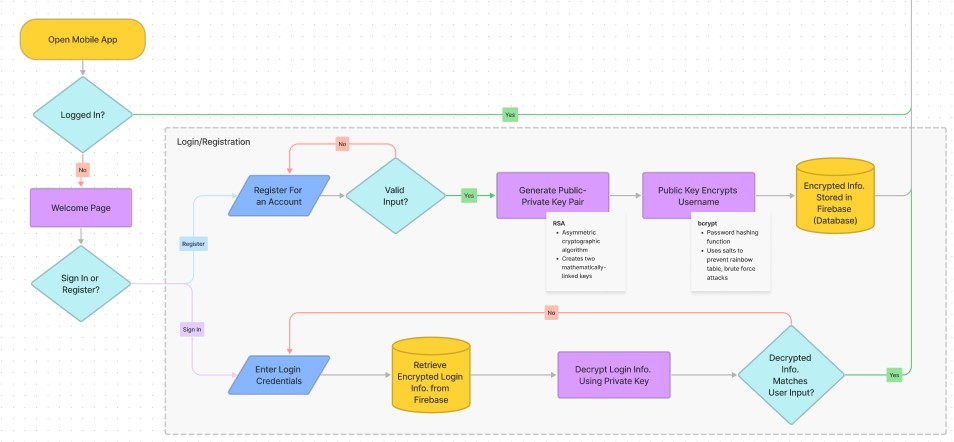 Open Mobile App
Logged In?
Yes
No
Welcome Page
Sign In or
Register?
Register
Sign In
Login/Registration
No
Register For
an Account
Valid
Input?
Yes
Generate Public-
Private Key Pair
RSA
• Asymmetric
cryptographic
algorithm
• Creates two
mathematically-
linked keys
Public Key Encrypts
Username
bcrypt
• Password hashing
function
• Uses salts to
prevent rainbow
table, brute force
attacks
Encrypted Info.
Stored in
Firebase
(Database)
No
Enter Login
Credentials
Retrieve
Encrypted Login
Info. from
Firebase
Decrypt Login Info.
Using Private Key
Decrypted
Info.
Matches
User Input?
Yes